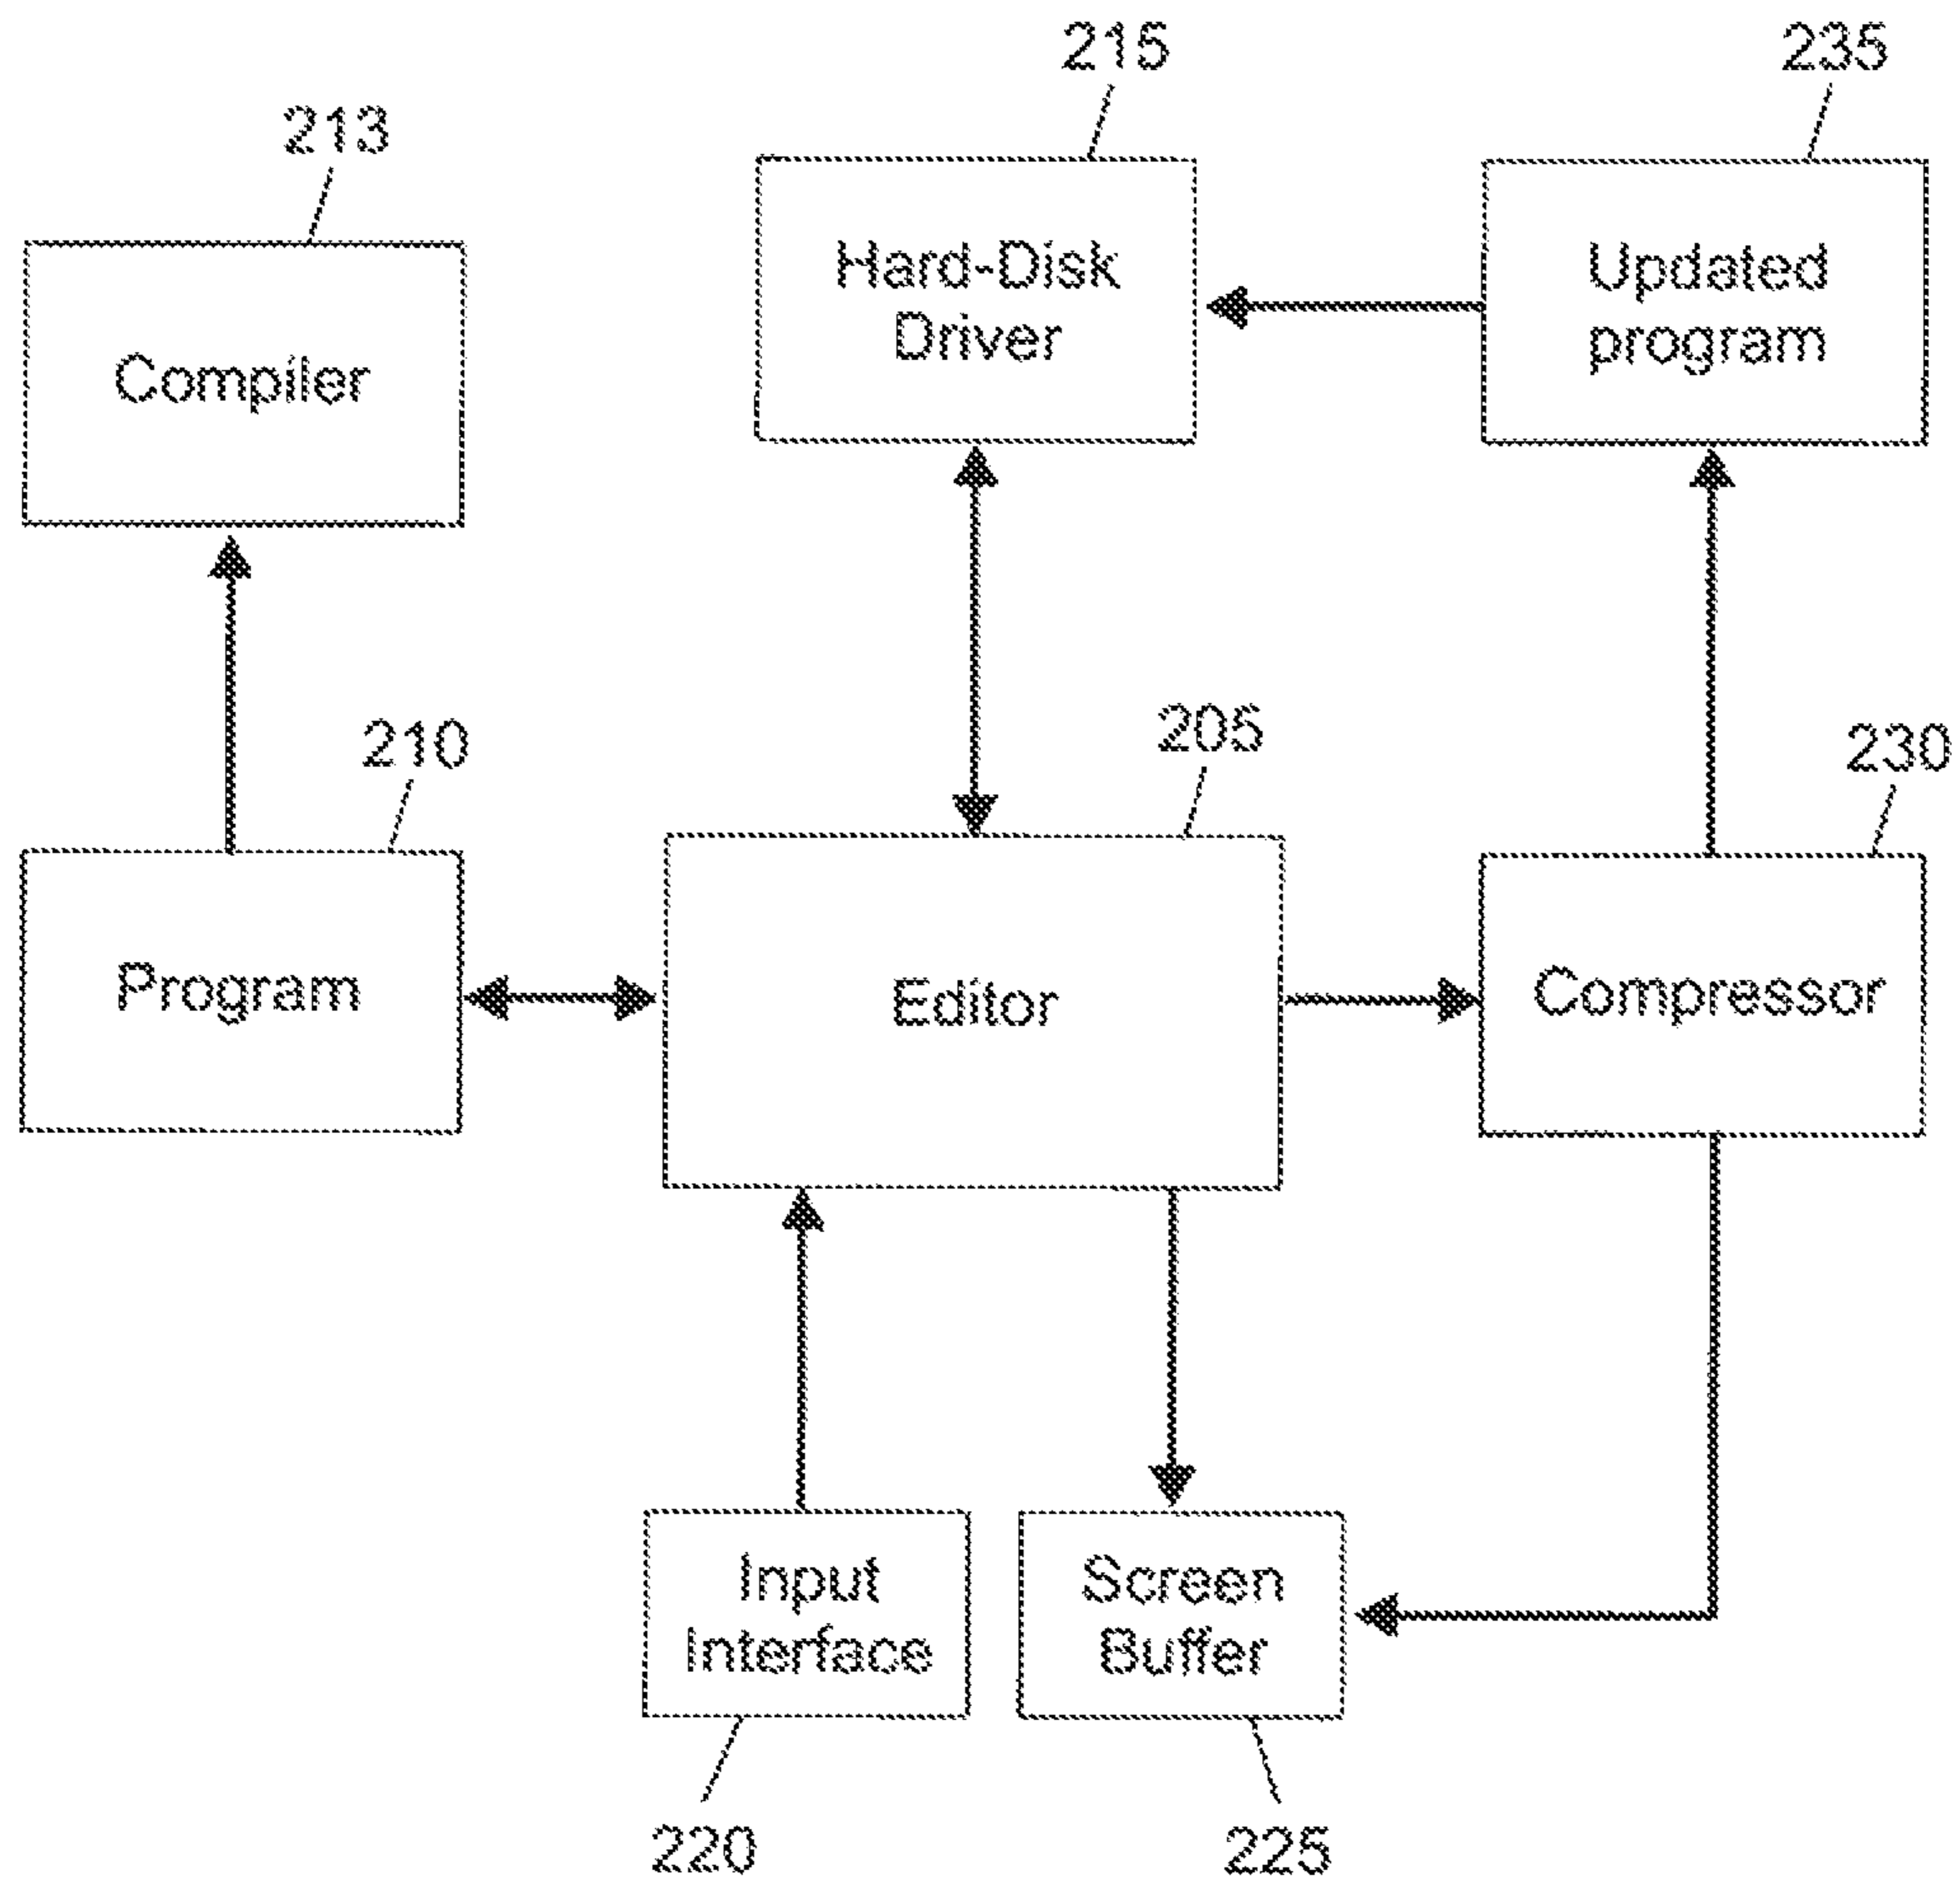 215
235
213
Hard-Disk
Driver
Updated
program
Compiler
210
205
230
Program
Editor
Compressor
Input
Interface
Screen
Buffer
220
225